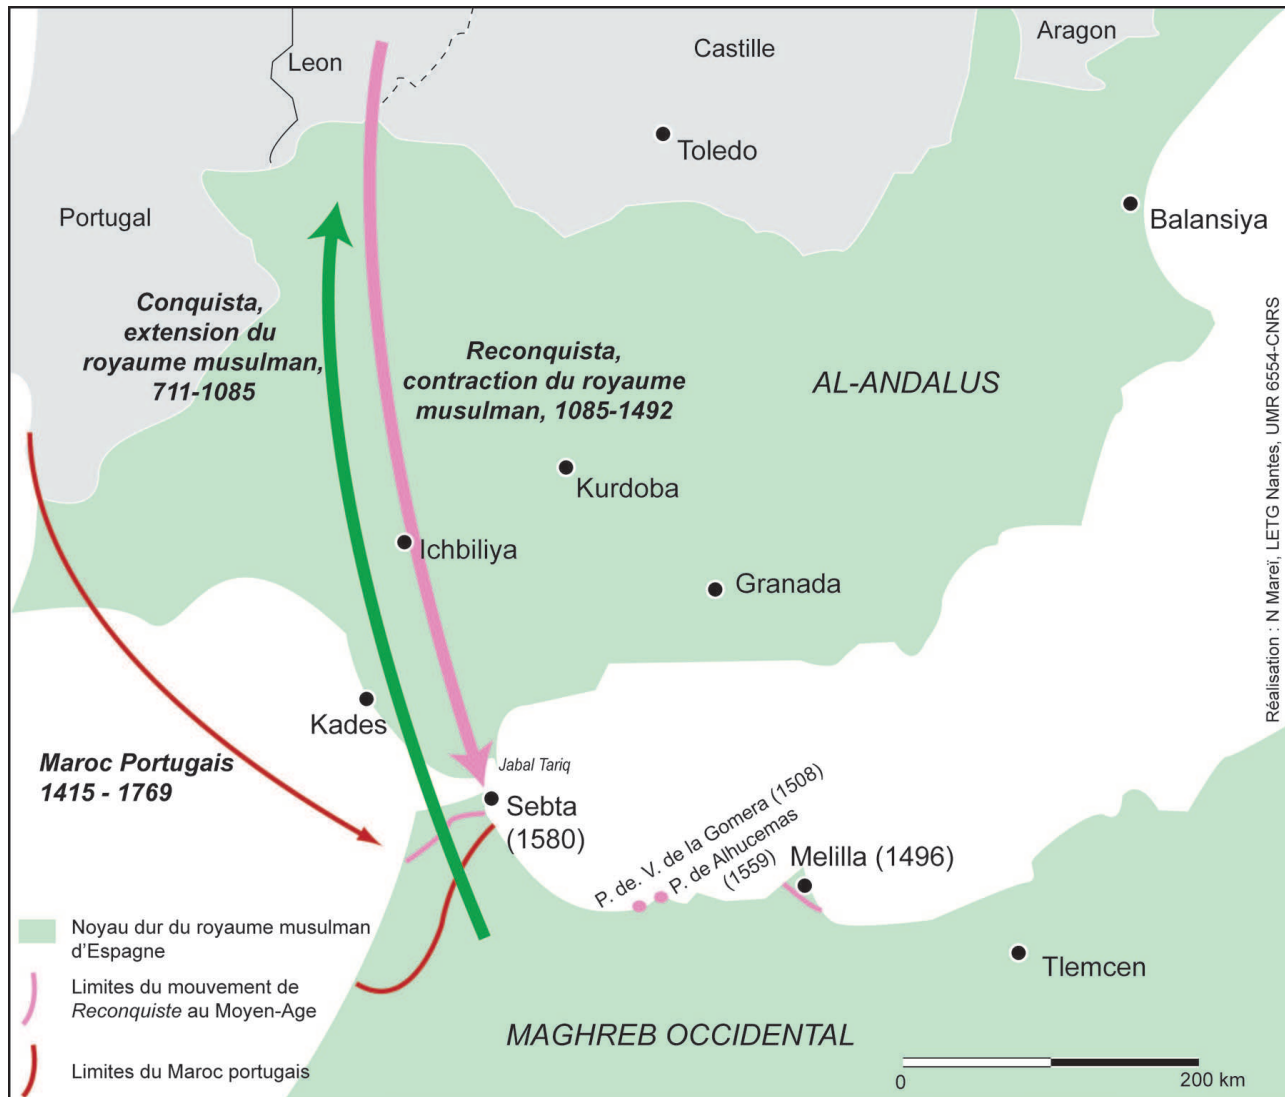 Leon
Castille
Aragon
Toledo
Portugal
Balansiya
Conquista,
extension du
royaume musulman,
711-1085
Reconquista,
contraction du royaume
musulman, 1085-1492
AL-ANDALUS
Kurdoba
Ichbiliya
Granada
Kades
Jabal Tariq
Maroc Portugais
1415 - 1769
Sebta
(1580)
P. de. V. de la Gomera (1508)
P. de Alhucemas
(1559)
Melilla (1496)
Tlemcen
MAGHREB OCCIDENTAL
Noyau dur du royaume musulman
d'Espagne
Limites du mouvement de
Reconquiste au Moyen-Age
Limites du Maroc portugais
0
200 km
Réalisation : N Mareï, LETG Nantes, UMR 6554-CNRS